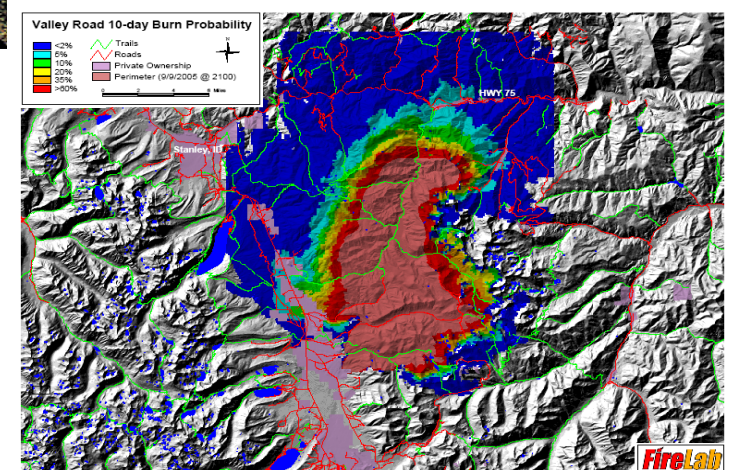 Valley Road 10-day Burn Probability
<2%
5%
10%
20%
35%
>60%
Trails
Roads
Private Ownership
Perimeter (9/9/2005 @ 2100)
N
Miles
HWY 75
Stanley, ID
FireLab